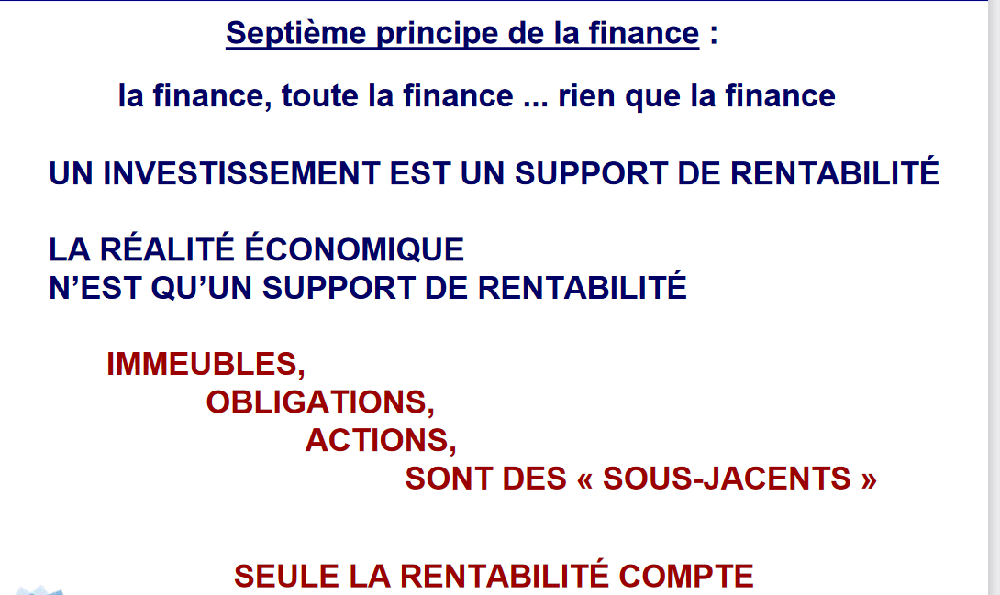 Septième principe de la finance :
la finance, toute la finance ... rien que la finance
UN INVESTISSEMENT EST UN SUPPORT DE RENTABILITÉ
LA RÉALITÉ ÉCONOMIQUE
N’EST QU’UN SUPPORT DE RENTABILITÉ
IMMEUBLES,
OBLIGATIONS,
ACTIONS,
SONT DES « SOUS-JACENTS »
SEULE LA RENTABILITÉ COMPTE